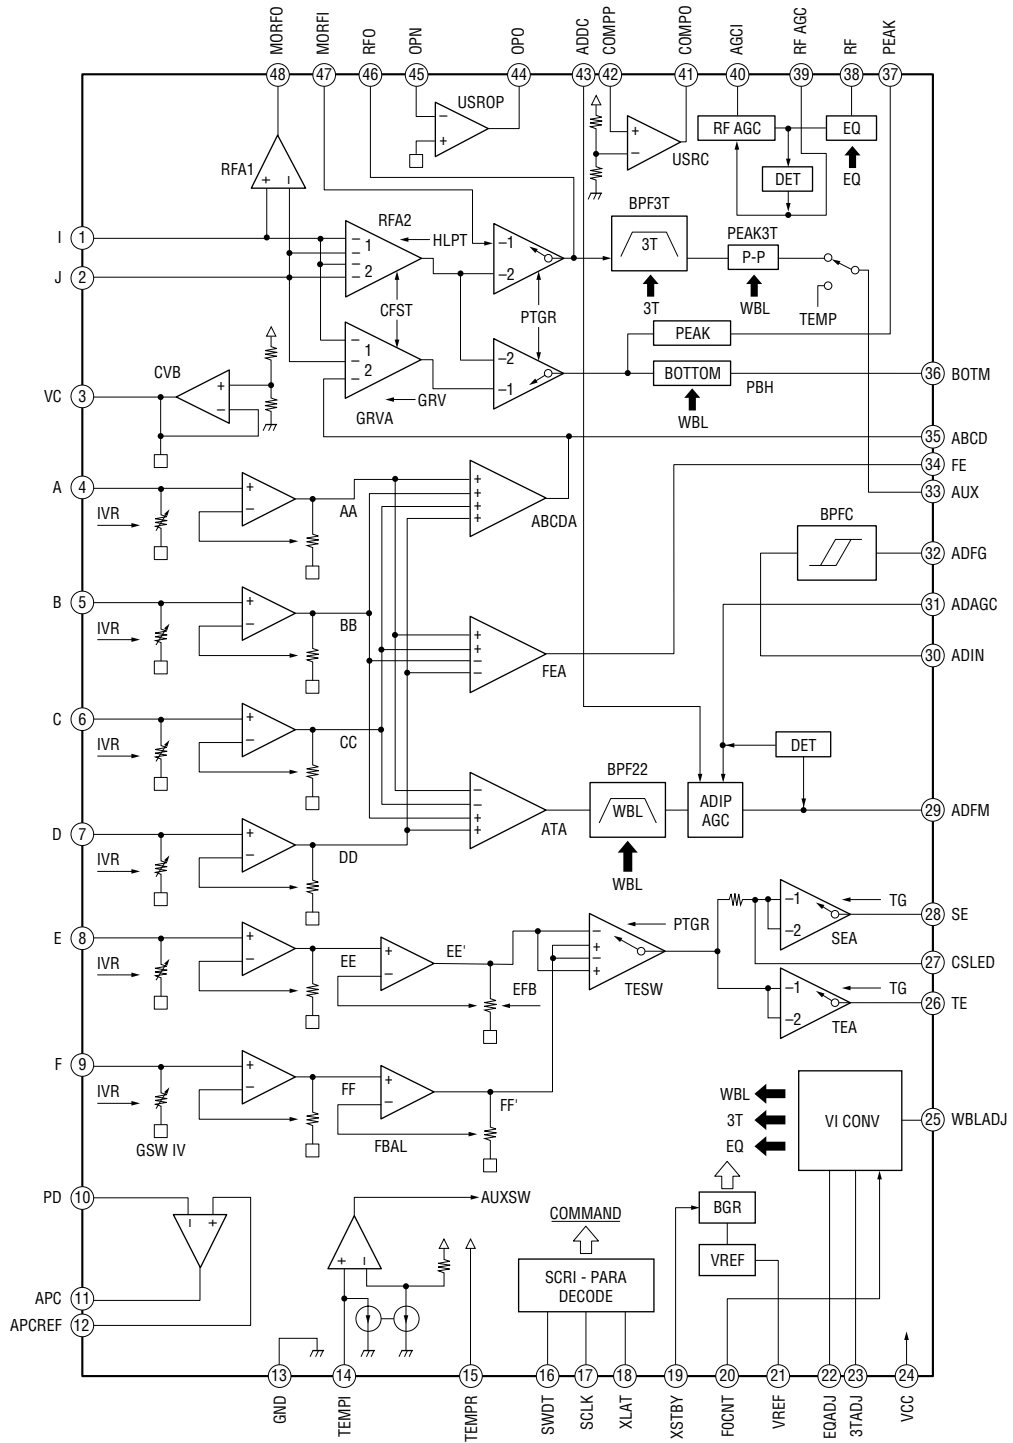 MORFO MORFI RFO OPN OPO ADDC COMPP COMPO AGCI RF AGC RF PEAK
48 47 46 45 44 43 42 41 40 39 38 37
USROP
− +
+ −
USRC
RF AGC EQ
DET EQ
RFA1
+ −
BPF3T
3T
3T
PEAK3T
P-P
WBL
TEMP
I 1
J 2
RFA2
−1
−
−
−2
HLPT
CFST
−1
−2
PTGR
−2
−1
PEAK
BOTTOM PBH
WBL
36 BOTM
CVB
+
−
VC 3
−
−1
−2
GRVA
GRV
35 ABCD
34 FE
33 AUX
A 4
IVR
+
−
AA
+
+
+
+
ABCDA
BPFC
32 ADFG
31 ADAGC
30 ADIN
B 5
IVR
+
−
BB
+
+
−
−
FEA
C 6
IVR
+
−
CC
DET
BPF22
WBL
WBL
ADIP
AGC
29 ADFM
−
−
+
+
ATA
D 7
IVR
+
−
DD
E 8
IVR
+
−
EE
+
−
EE'
EFB
−
+
−
+
TESW
PTGR
−1
−2
SEA
TG
28 SE
27 CSLED
−1
−2
TEA
TG
26 TE
F 9
IVR
GSW IV
+
−
FF
+
−
FBAL
FF'
WBL
3T
EQ
VI CONV
25 WBLADJ
PD 10
− +
APC 11
APCREF 12
+ −
AUXSW
COMMAND
SCRI - PARA
DECODE
BGR
VREF
13 14 15 16 17 18 19 20 21 22 23 24
GND TEMPI TEMPR SWDT SCLK XLAT XSTBY F0CNT VREF EQADJ 3TADJ VCC